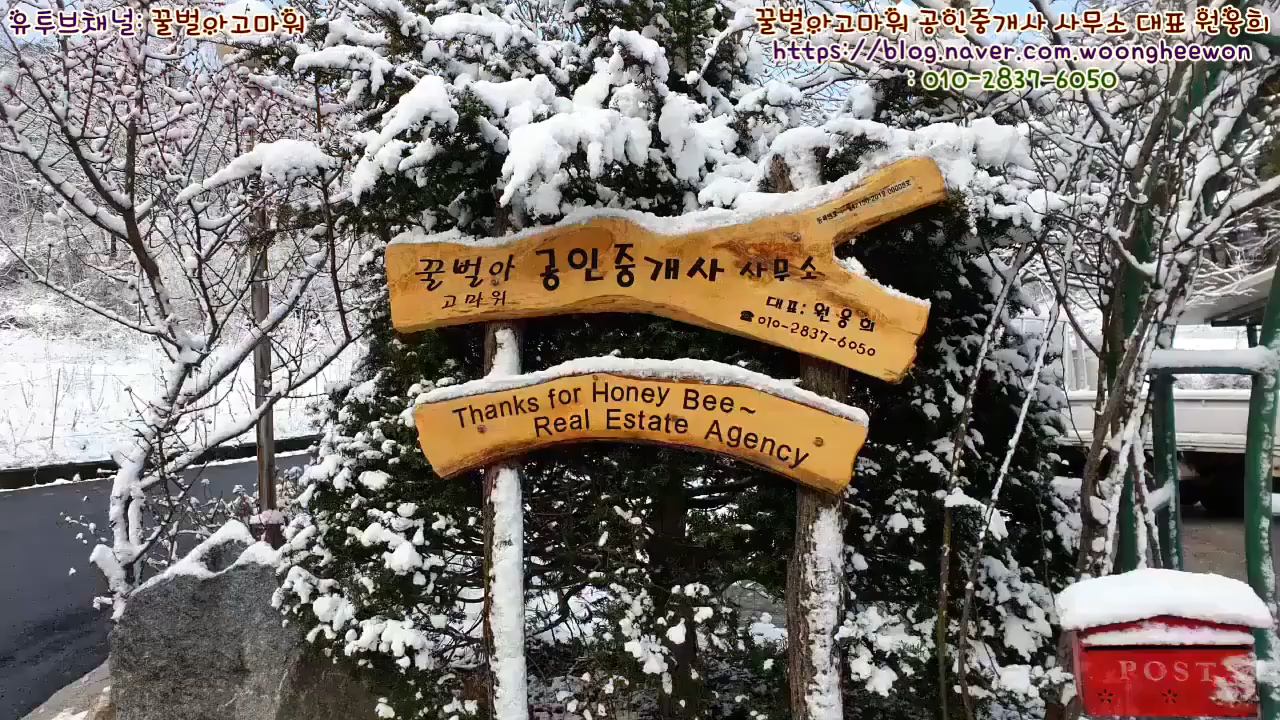 유투브채널: 꿀벌아고마워
꿀벌아고마워 공인중개사 사무소 대표 원웅희
https://blog.naver.com.woongheewon
: 010-2837-6050
꿀벌아 공인중개사 사무소
고마워
대표: 원웅희
☎010-2837-6050
Thanks for Honey Bee~
Real Estate Agency
POST